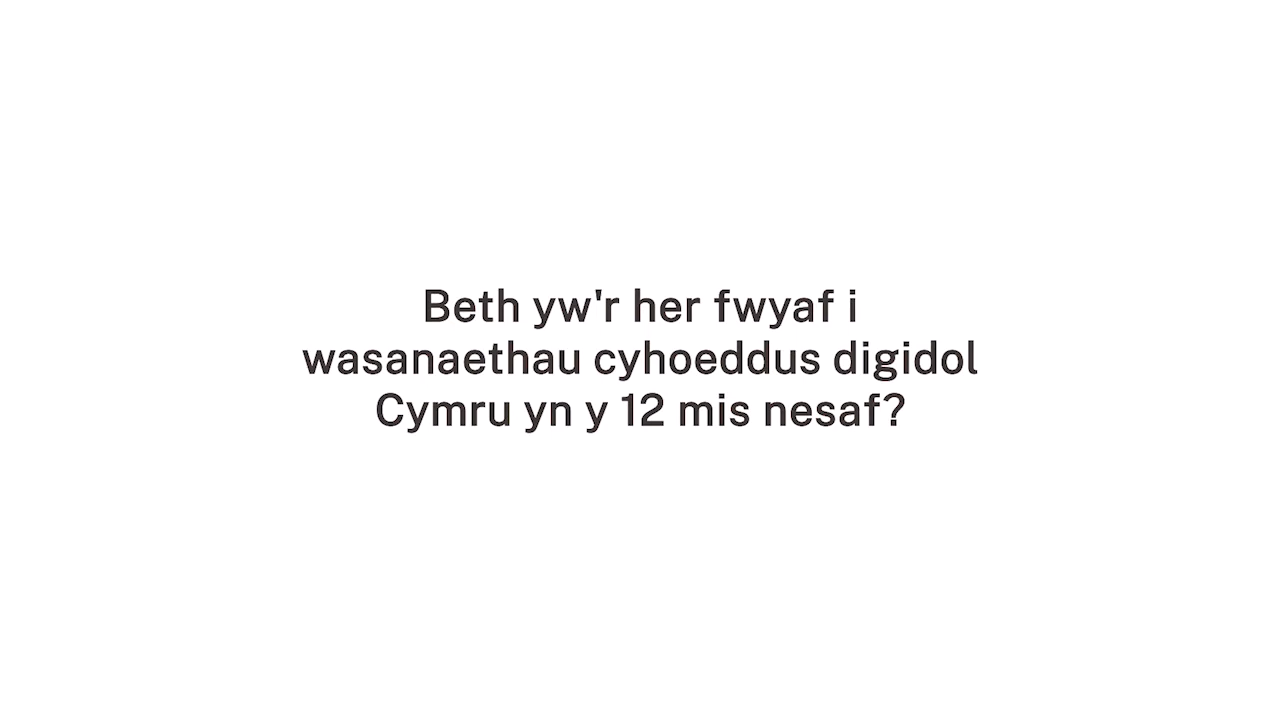 Beth yw'r her fwyaf i
wasanaethau cyhoeddus digidol
Cymru yn y 12 mis nesaf?